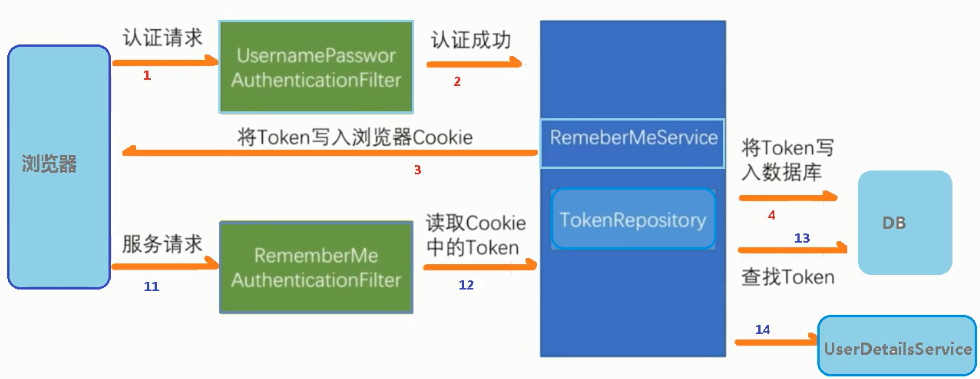 认证请求
1
UsernamePasswor
AuthenticationFilter
认证成功
2
浏览器
将Token写入浏览器Cookie
3
RemeberMeService
将Token写
入数据库
4
TokenRepository
DB
服务请求
11
RememberMe
AuthenticationFilter
读取Cookie
中的Token
12
13
查找Token
14
UserDetailsService